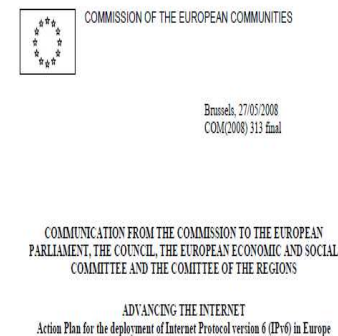 COMMISSION OF THE EUROPEAN COMMUNITIES
Brussels, 27/05/2008
COM(2008) 313 final
COMMUNICATION FROM THE COMMISSION TO THE EUROPEAN
PARLIAMENT, THE COUNCIL, THE EUROPEAN ECONOMIC AND SOCIAL
COMMITTEE AND THE COMITTEE OF THE REGIONS
ADVANCING THE INTERNET
Action Plan for the deployment of Internet Protocol version 6 (IPv6) in Europe